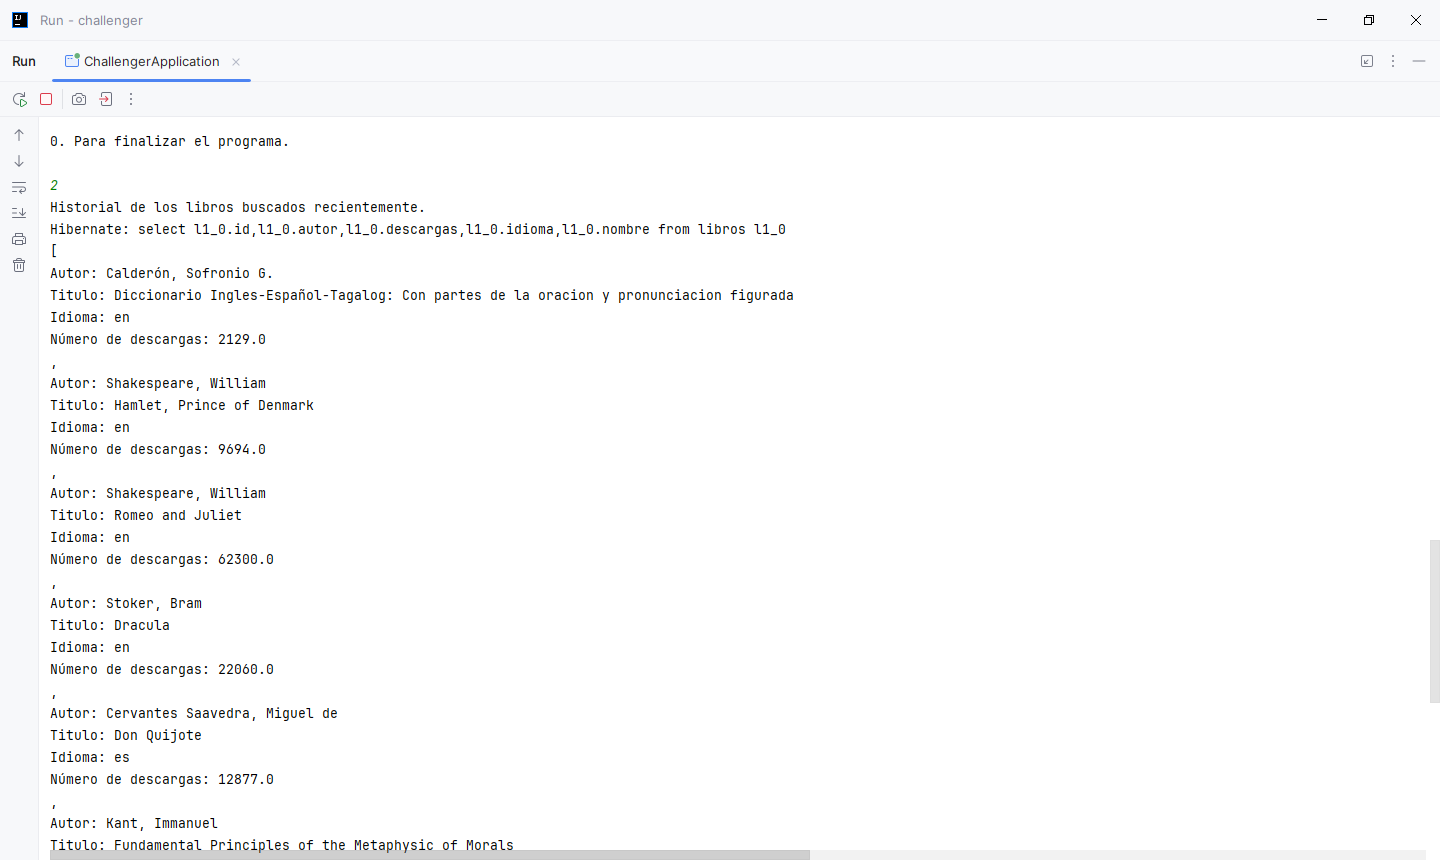 Run - challenger
Run
ChallengerApplication
0. Para finalizar el programa.
2
Historial de los libros buscados recientemente.
Hibernate: select l1_0.id,l1_0.autor,l1_0.descargas,l1_0.idioma,l1_0.nombre from libros l1_0
[
Autor: Calderón, Sofronio G.
Titulo: Diccionario Ingles-Español-Tagalog: Con partes de la oracion y pronunciacion figurada
Idioma: en
Número de descargas: 2129.0
,
Autor: Shakespeare, William
Titulo: Hamlet, Prince of Denmark
Idioma: en
Número de descargas: 9694.0
,
Autor: Shakespeare, William
Titulo: Romeo and Juliet
Idioma: en
Número de descargas: 62300.0
,
Autor: Stoker, Bram
Titulo: Dracula
Idioma: en
Número de descargas: 22060.0
,
Autor: Cervantes Saavedra, Miguel de
Titulo: Don Quijote
Idioma: es
Número de descargas: 12877.0
,
Autor: Kant, Immanuel
Titulo: Fundamental Principles of the Metaphysic of Morals